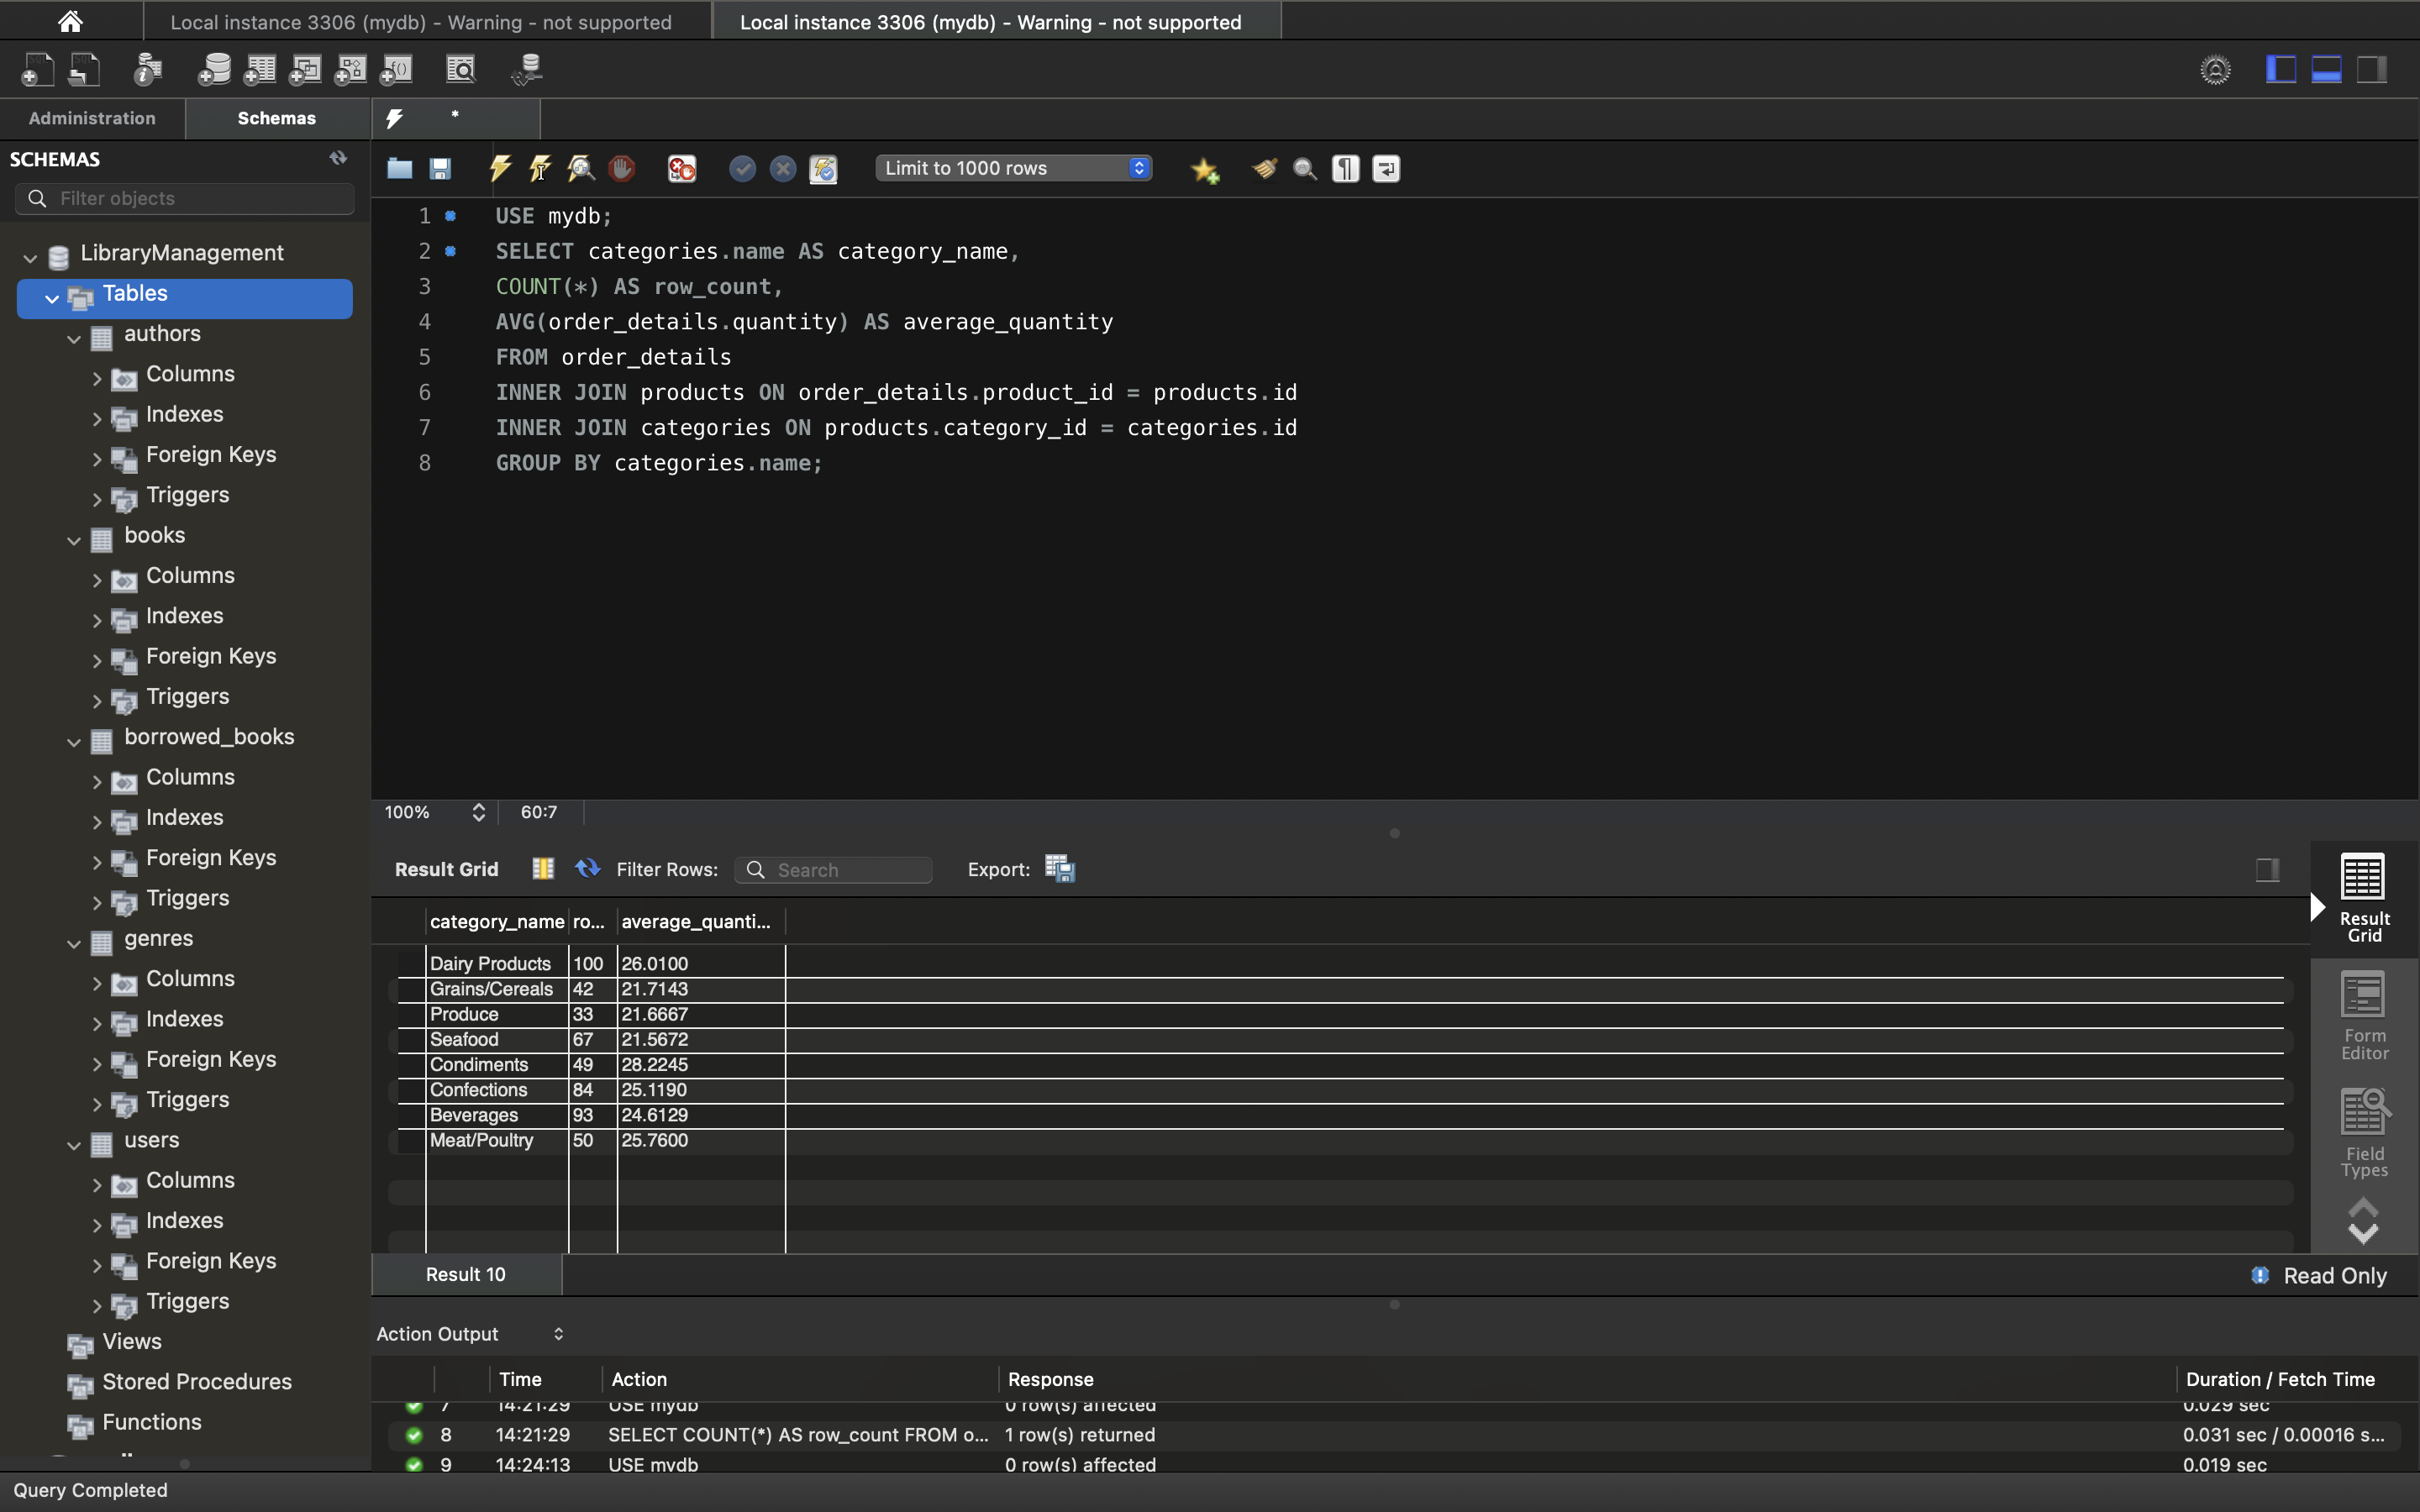 Local instance 3306 (mydb) - Warning - not supported
Local instance 3306 (mydb) - Warning - not supported
Administration
Schemas
*
SCHEMAS
Filter objects
LibraryManagement
Tables
authors
Columns
Indexes
Foreign Keys
Triggers
books
Columns
Indexes
Foreign Keys
Triggers
borrowed_books
Columns
Indexes
Foreign Keys
Triggers
genres
Columns
Indexes
Foreign Keys
Triggers
users
Columns
Indexes
Foreign Keys
Triggers
Views
Stored Procedures
Functions
Limit to 1000 rows
1 USE mydb;
2 SELECT categories.name AS category_name,
3 COUNT(*) AS row_count,
4 AVG(order_details.quantity) AS average_quantity
5 FROM order_details
6 INNER JOIN products ON order_details.product_id = products.id
7 INNER JOIN categories ON products.category_id = categories.id
8 GROUP BY categories.name;
100% 60:7
Result Grid Filter Rows: Search Export:
category_name ro... average_quanti...
Dairy Products 100 26.0100
Grains/Cereals 42 21.7143
Produce 33 21.6667
Seafood 67 21.5672
Condiments 49 28.2245
Confections 84 25.1190
Beverages 93 24.6129
Meat/Poultry 50 25.7600
Result
Grid
Form
Editor
Field
Types
Result 10
Read Only
Action Output
Time Action Response Duration / Fetch Time
7 14:21:29 USE mydb 0 row(s) affected 0.029 sec
8 14:21:29 SELECT COUNT(*) AS row_count FROM o... 1 row(s) returned 0.031 sec / 0.00016 s...
9 14:24:13 USE mydb 0 row(s) affected 0.019 sec
Query Completed